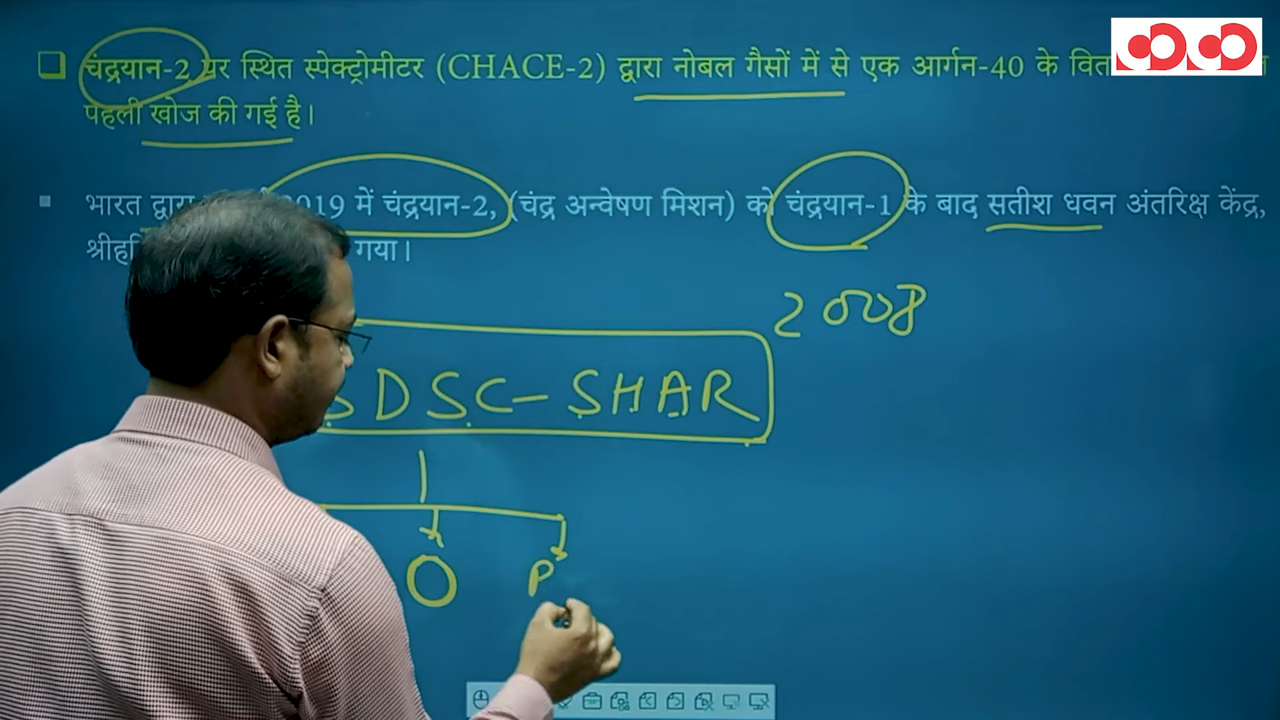 चंद्रयान-2 पर स्थित स्पेक्ट्रोमीटर (CHACE-2) द्वारा नोबल गैसों में से एक आर्गन-40 के
पहली खोज की गई है।
भारत द्वारा 2019 में चंद्रयान-2, (चंद्र अन्वेषण मिशन) को चंद्रयान-1 के बाद सतीश धवन अंतरिक्ष केंद्र,
गया।
2008
SDSC-SHAR
O P